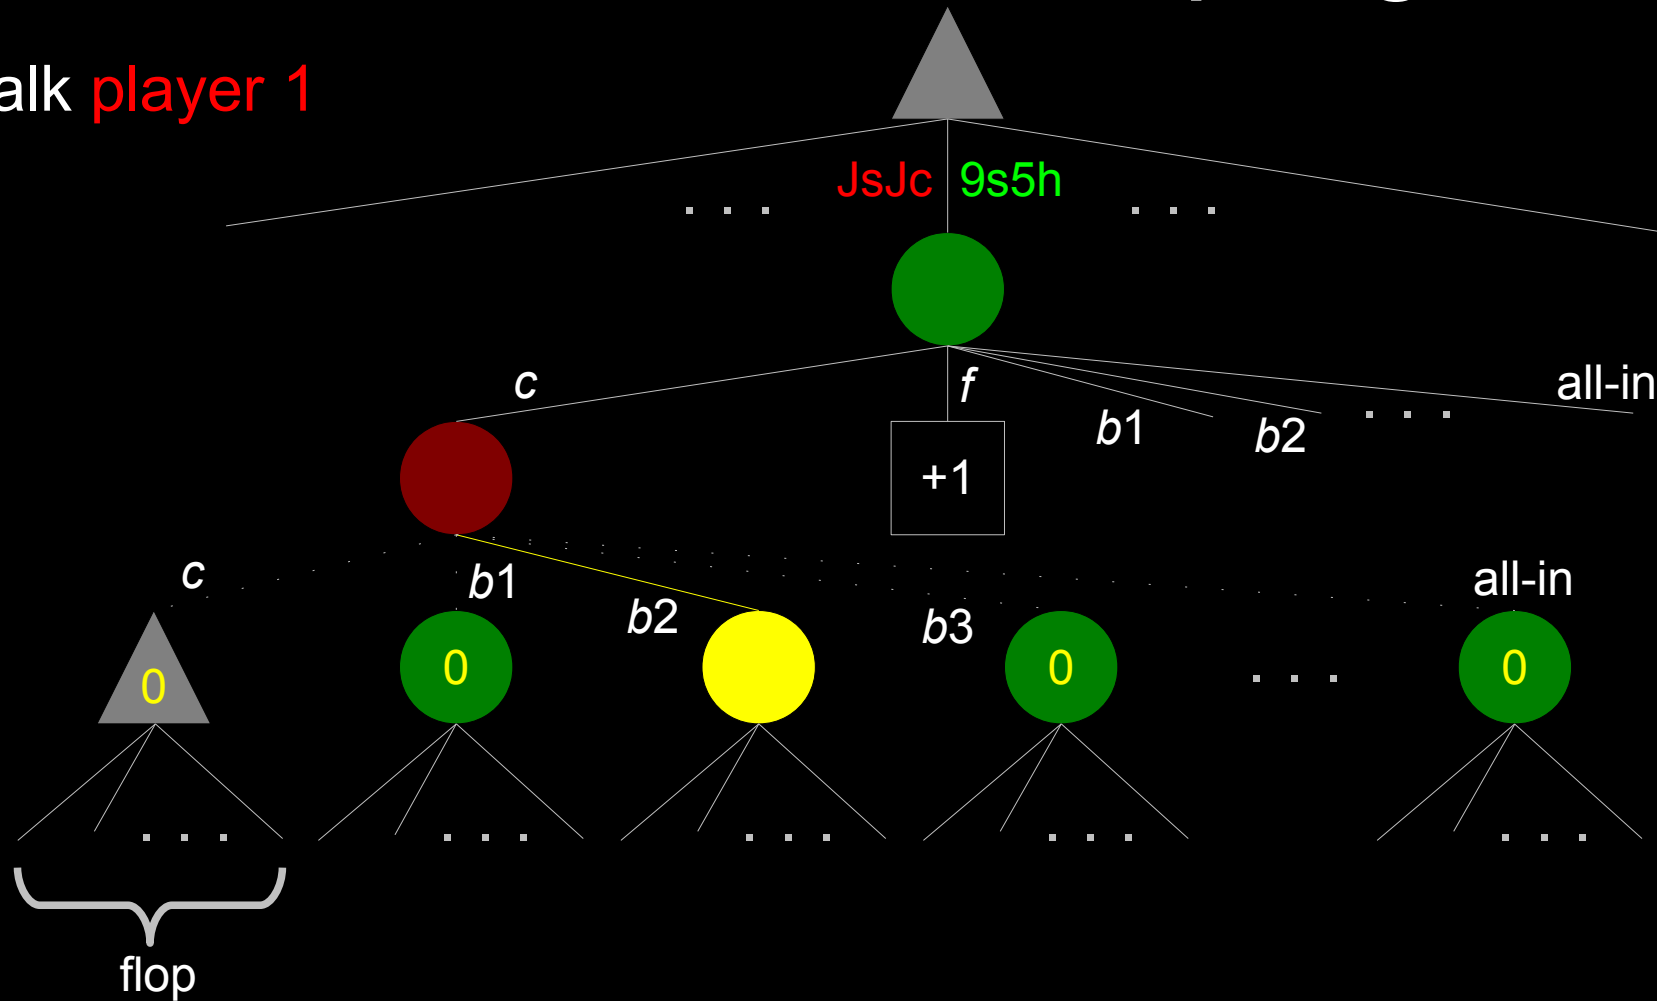 alk player 1
JsJc 9s5h
. . .
. . .
c
f
all-in
b1
b2
. . .
+1
c
b1
b2
b3
all-in
0
0
0
. . .
0
. . .
. . .
. . .
. . .
. . .
flop